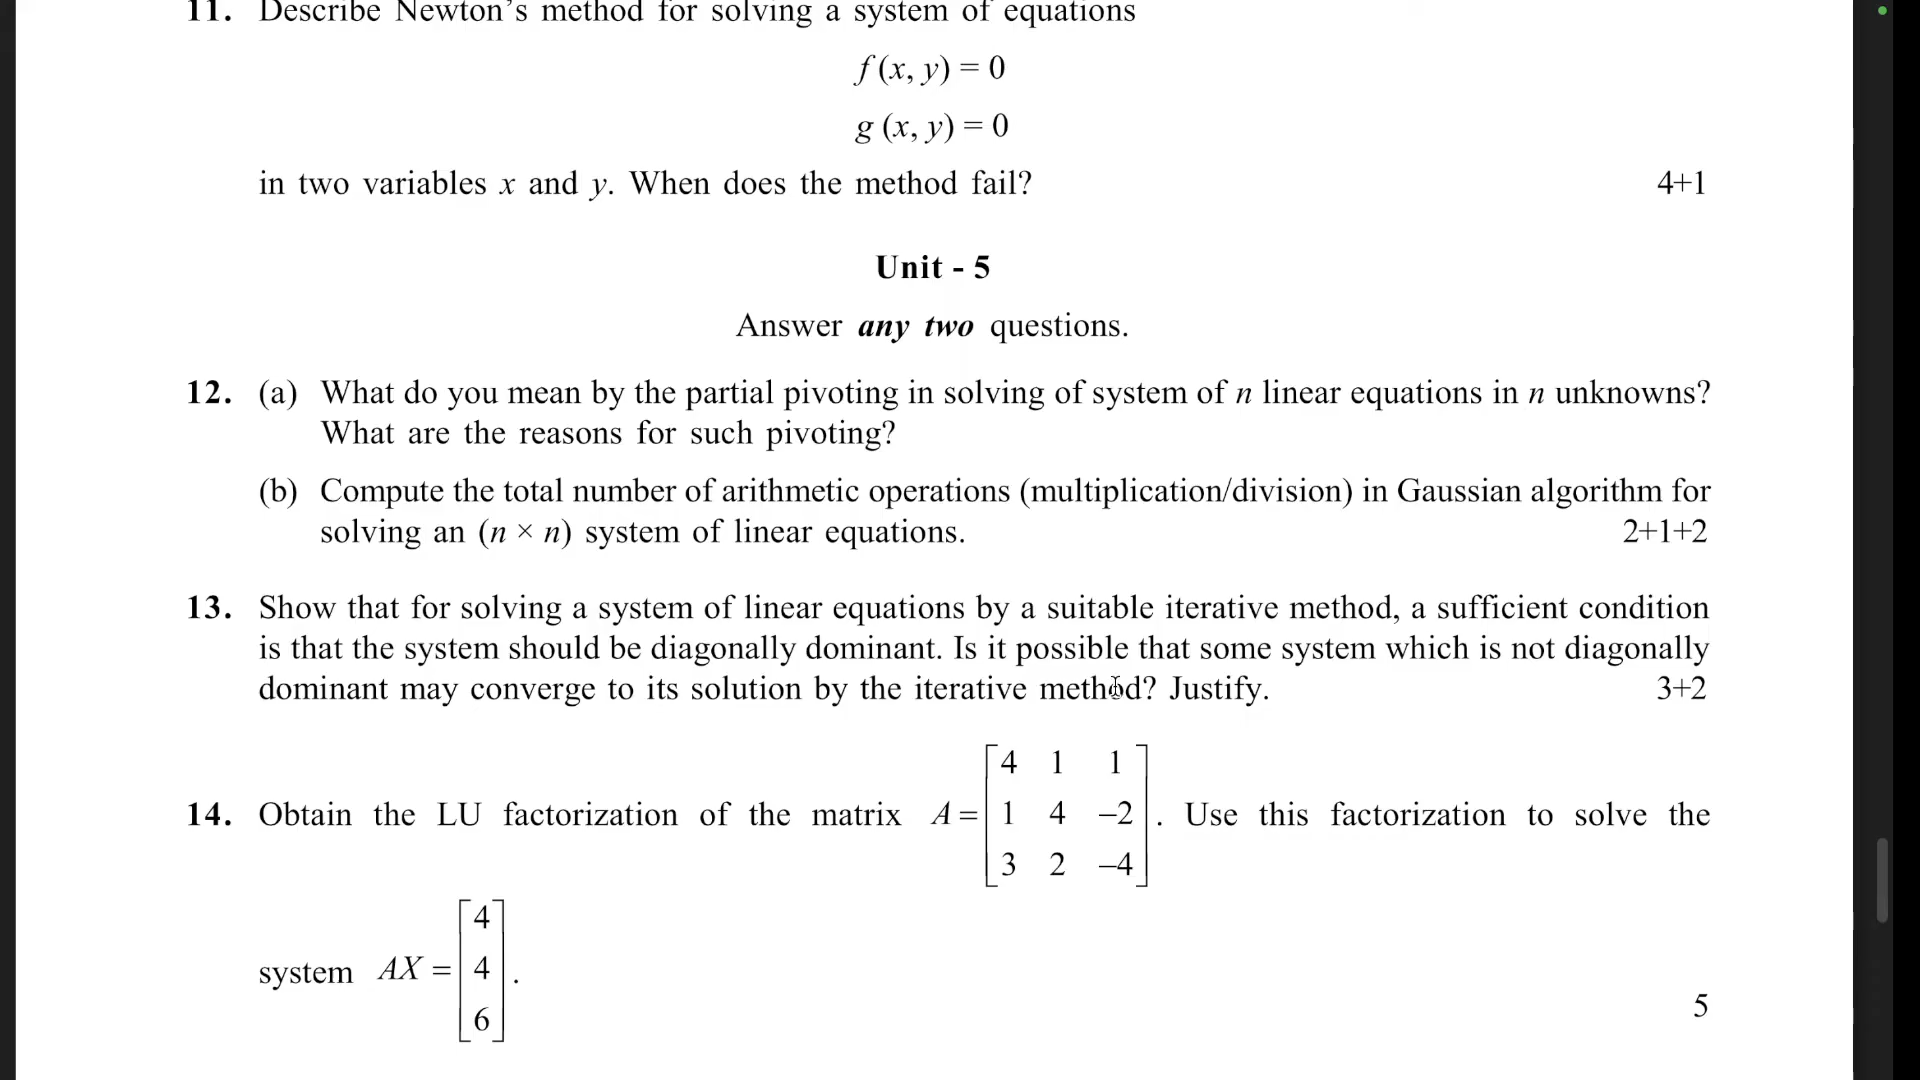 11. Describe Newton's method for solving a system of equations
f (x, y) = 0
g (x, y) = 0
in two variables x and y. When does the method fail? 4+1
Unit - 5
Answer any two questions.
12. (a) What do you mean by the partial pivoting in solving of system of n linear equations in n unknowns?
What are the reasons for such pivoting?
(b) Compute the total number of arithmetic operations (multiplication/division) in Gaussian algorithm for
solving an (n × n) system of linear equations. 2+1+2
13. Show that for solving a system of linear equations by a suitable iterative method, a sufficient condition
is that the system should be diagonally dominant. Is it possible that some system which is not diagonally
dominant may converge to its solution by the iterative method? Justify. 3+2
4 1 1
14. Obtain the LU factorization of the matrix A = 1 4 –2 . Use this factorization to solve the
3 2 –4
4
system AX = 4 .
6
5